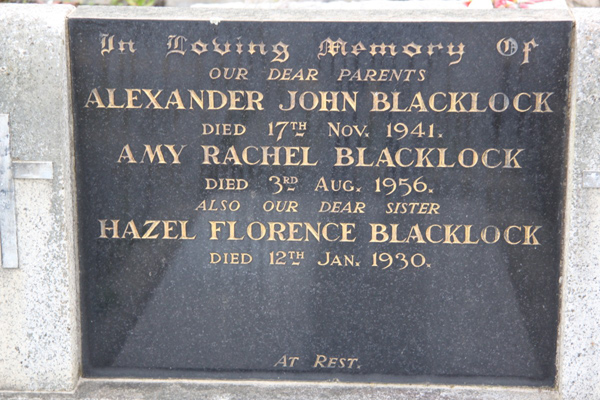 In Loving Memory Of
OUR DEAR PARENTS
ALEXANDER JOHN BLACKLOCK
DIED 17TH NOV. 1941.
AMY RACHEL BLACKLOCK
DIED 3RD AUG. 1956.
ALSO OUR DEAR SISTER
HAZEL FLORENCE BLACKLOCK
DIED 12TH JAN. 1930.
AT REST.